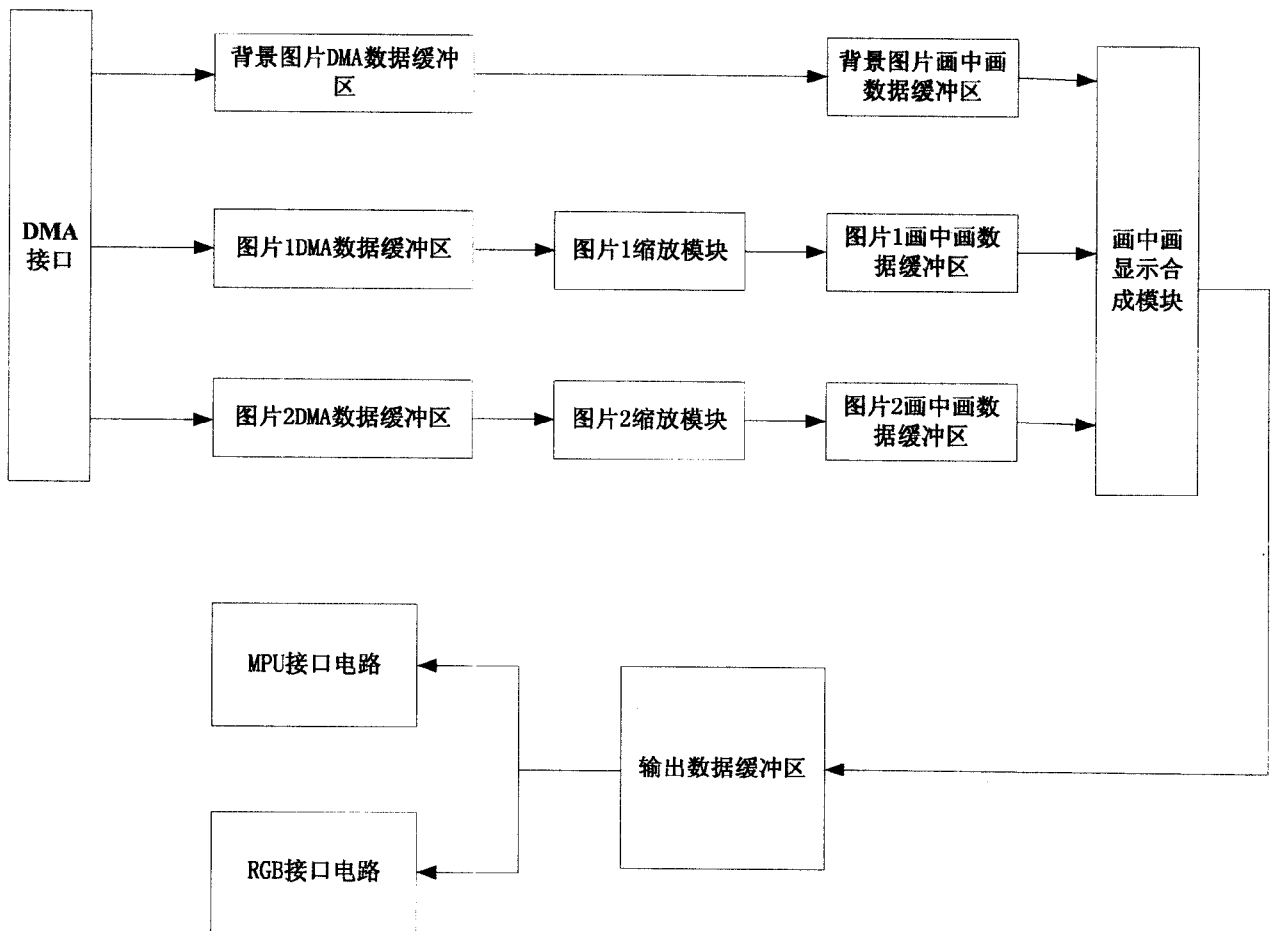 背景图片DMA数据缓冲
区
背景图片画中画
数据缓冲区
DMA
接口
图片1DMA数据缓冲区
图片1缩放模块
图片1画中画数
据缓冲区
画中画
显示合
成模块
图片2DMA数据缓冲区
图片2缩放模块
图片2画中画数
据缓冲区
MPU接口电路
输出数据缓冲区
RGB接口电路